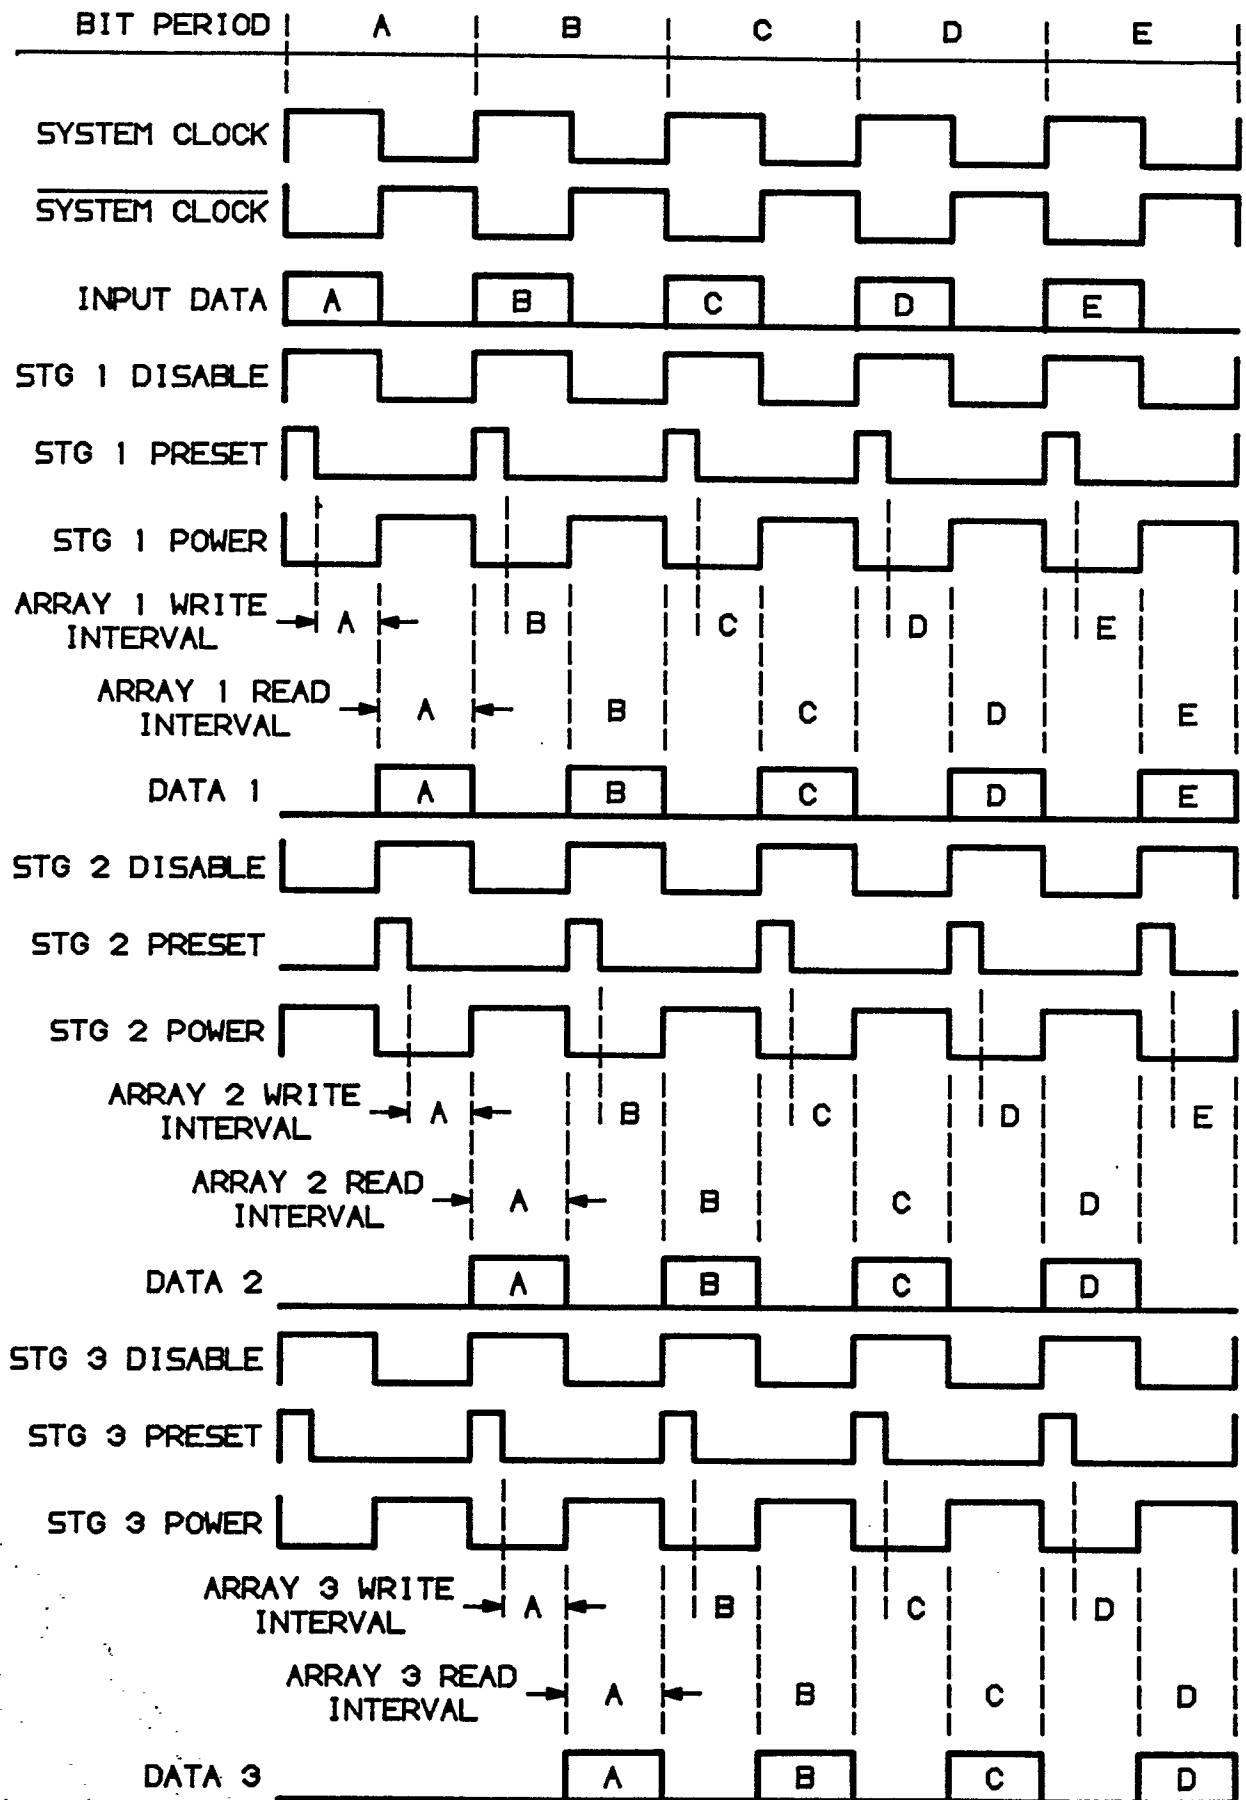 BIT PERIOD A B C D E
SYSTEM CLOCK
SYSTEM CLOCK
INPUT DATA A B C D E
STG 1 DISABLE
STG 1 PRESET
STG 1 POWER
ARRAY 1 WRITE
INTERVAL A B C D E
ARRAY 1 READ
INTERVAL A B C D E
DATA 1 A B C D E
STG 2 DISABLE
STG 2 PRESET
STG 2 POWER
ARRAY 2 WRITE
INTERVAL A B C D E
ARRAY 2 READ
INTERVAL A B C D
DATA 2 A B C D
STG 3 DISABLE
STG 3 PRESET
STG 3 POWER
ARRAY 3 WRITE
INTERVAL A B C D
ARRAY 3 READ
INTERVAL A B C D
DATA 3 A B C D